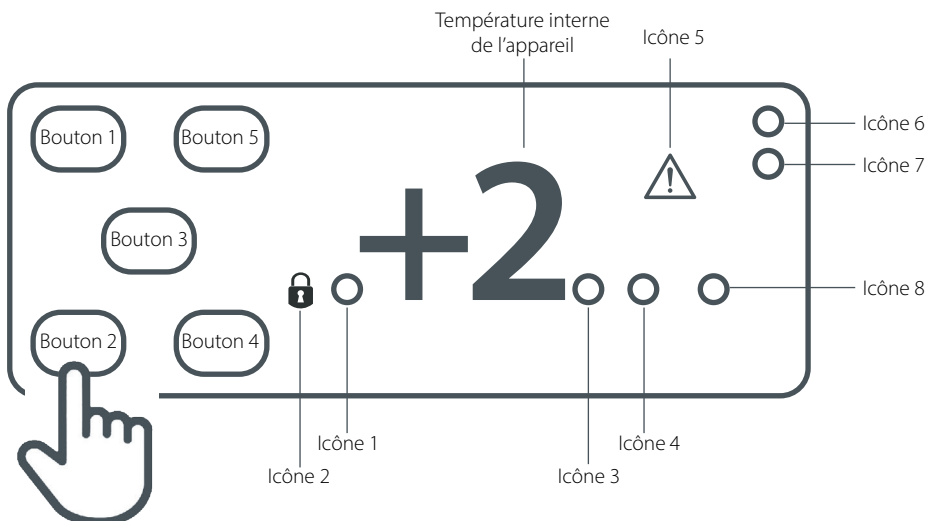 Température interne
de l'appareil
Icône 5
Bouton 1
Bouton 5
Icône 6
Icône 7
+2
Bouton 3
Icône 8
Bouton 2
Bouton 4
Icône 1
Icône 4
Icône 2
Icône 3